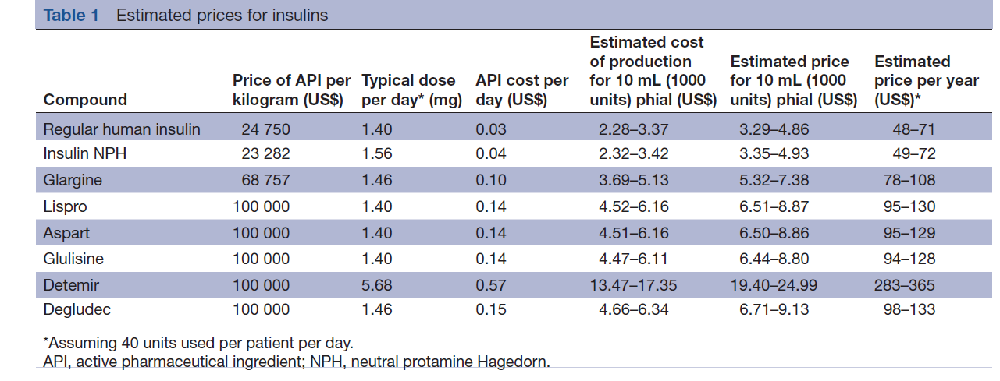 Table 1 Estimated prices for insulins
Compound Price of API per kilogram (US$) Typical dose per day* (mg) API cost per day (US$) Estimated cost of production for 10 mL (1000 units) phial (US$) Estimated price for 10 mL (1000 units) phial (US$) Estimated price per year (US$)*
Regular human insulin 24 750 1.40 0.03 2.28–3.37 3.29–4.86 48–71
Insulin NPH 23 282 1.56 0.04 2.32–3.42 3.35–4.93 49–72
Glargine 68 757 1.46 0.10 3.69–5.13 5.32–7.38 78–108
Lispro 100 000 1.40 0.14 4.52–6.16 6.51–8.87 95–130
Aspart 100 000 1.40 0.14 4.51–6.16 6.50–8.86 95–129
Glulisine 100 000 1.40 0.14 4.47–6.11 6.44–8.80 94–128
Detemir 100 000 5.68 0.57 13.47–17.35 19.40–24.99 283–365
Degludec 100 000 1.46 0.15 4.66–6.34 6.71–9.13 98–133
*Assuming 40 units used per patient per day.
API, active pharmaceutical ingredient; NPH, neutral protamine Hagedorn.